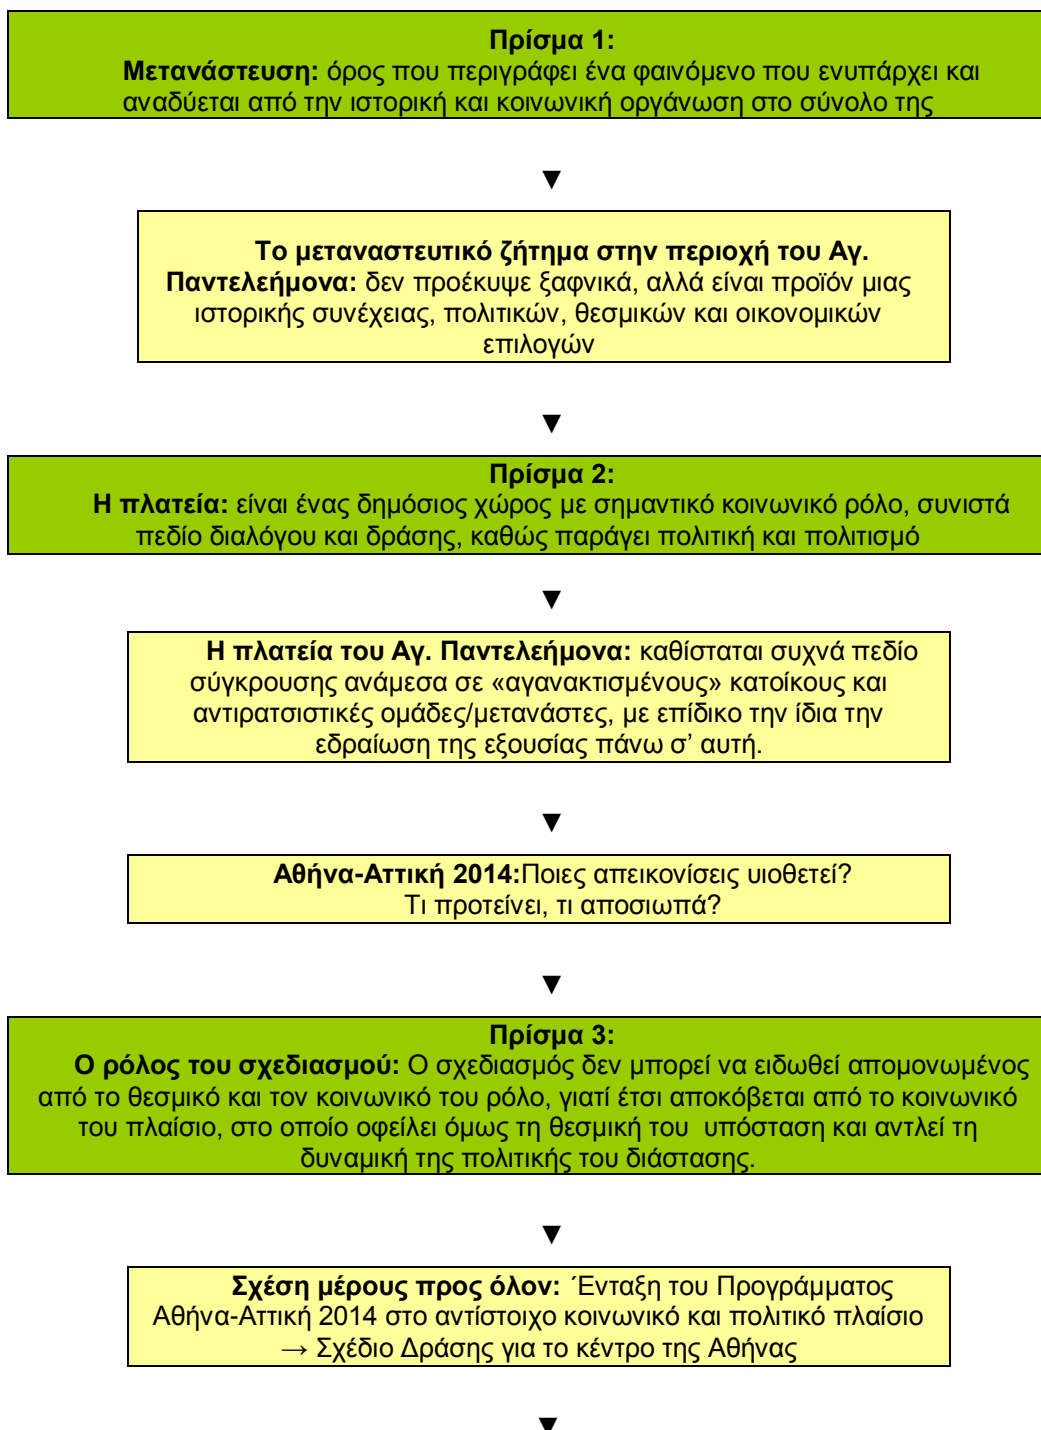 Πρίσμα 1:
Μετανάστευση: όρος που περιγράφει ένα φαινόμενο που ενυπάρχει και
αναδύεται από την ιστορική και κοινωνική οργάνωση στο σύνολο της
▼
Το μεταναστευτικό ζήτημα στην περιοχή του Αγ.
Παντελεήμονα: δεν προέκυψε ξαφνικά, αλλά είναι προϊόν μιας
ιστορικής συνέχειας, πολιτικών, θεσμικών και οικονομικών
επιλογών
▼
Πρίσμα 2:
Η πλατεία: είναι ένας δημόσιος χώρος με σημαντικό κοινωνικό ρόλο, συνιστά
πεδίο διαλόγου και δράσης, καθώς παράγει πολιτική και πολιτισμό
▼
Η πλατεία του Αγ. Παντελεήμονα: καθίσταται συχνά πεδίο
σύγκρουσης ανάμεσα σε «αγανακτισμένους» κατοίκους και
αντιρατσιστικές ομάδες/μετανάστες, με επίδικο την ίδια την
εδραίωση της εξουσίας πάνω σ’ αυτή.
▼
Αθήνα-Αττική 2014:Ποιες απεικονίσεις υιοθετεί?
Τι προτείνει, τι αποσιωπά?
▼
Πρίσμα 3:
Ο ρόλος του σχεδιασμού: Ο σχεδιασμός δεν μπορεί να ειδωθεί απομονωμένος
από το θεσμικό και τον κοινωνικό του ρόλο, γιατί έτσι αποκόβεται από το κοινωνικό
του πλαίσιο, στο οποίο οφείλει όμως τη θεσμική του υπόσταση και αντλεί τη
δυναμική της πολιτικής του διάστασης.
▼
Σχέση μέρους προς όλον: ΄Ενταξη του Προγράμματος
Αθήνα-Αττική 2014 στο αντίστοιχο κοινωνικό και πολιτικό πλαίσιο
→ Σχέδιο Δράσης για το κέντρο της Αθήνας
▼